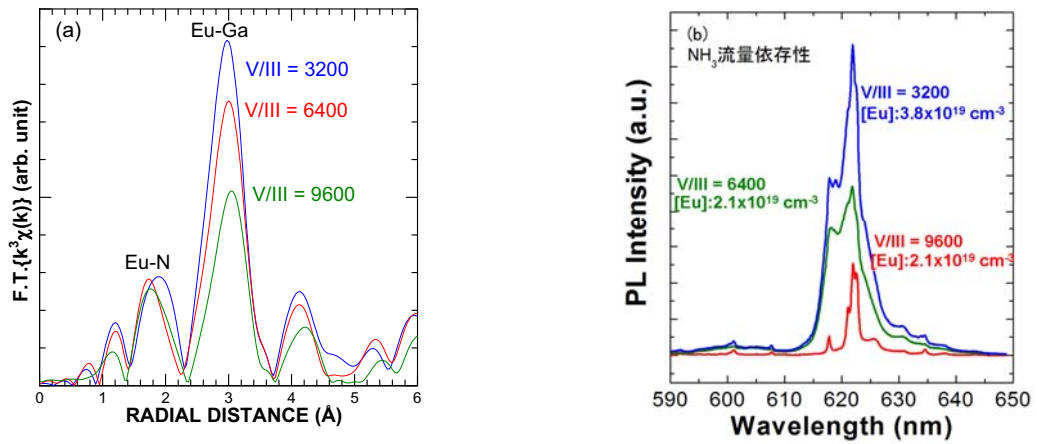 (a)
Eu-Ga
V/III = 3200
V/III = 6400
V/III = 9600
Eu-N
F.T.{k³χ(k)} (arb. unit)
0 1 2 3 4 5 6
RADIAL DISTANCE (Å)
(b)
NH₃流量依存性
V/III = 3200
[Eu]:3.8x10¹⁹ cm⁻³
V/III = 6400
[Eu]:2.1x10¹⁹ cm⁻³
V/III = 9600
[Eu]:2.1x10¹⁹ cm⁻³
PL Intensity (a.u.)
590 600 610 620 630 640 650
Wavelength (nm)